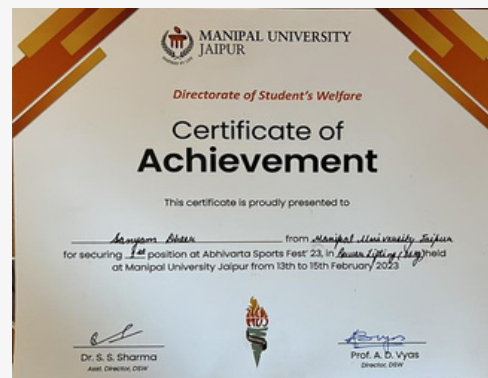 MANIPAL UNIVERSITY
JAIPUR
Directorate of Student's Welfare
Certificate of
Achievement
This certificate is proudly presented to
Sanyam from Manipal University Jaipur
for securing 1st position at Abhivarta Sports Fest' 23, in Power Lifting held
at Manipal University Jaipur from 13th to 15th February 2023
Dr. S. S. Sharma
Asst. Director, DSW
Prof. A. D. Vyas
Director, DSW